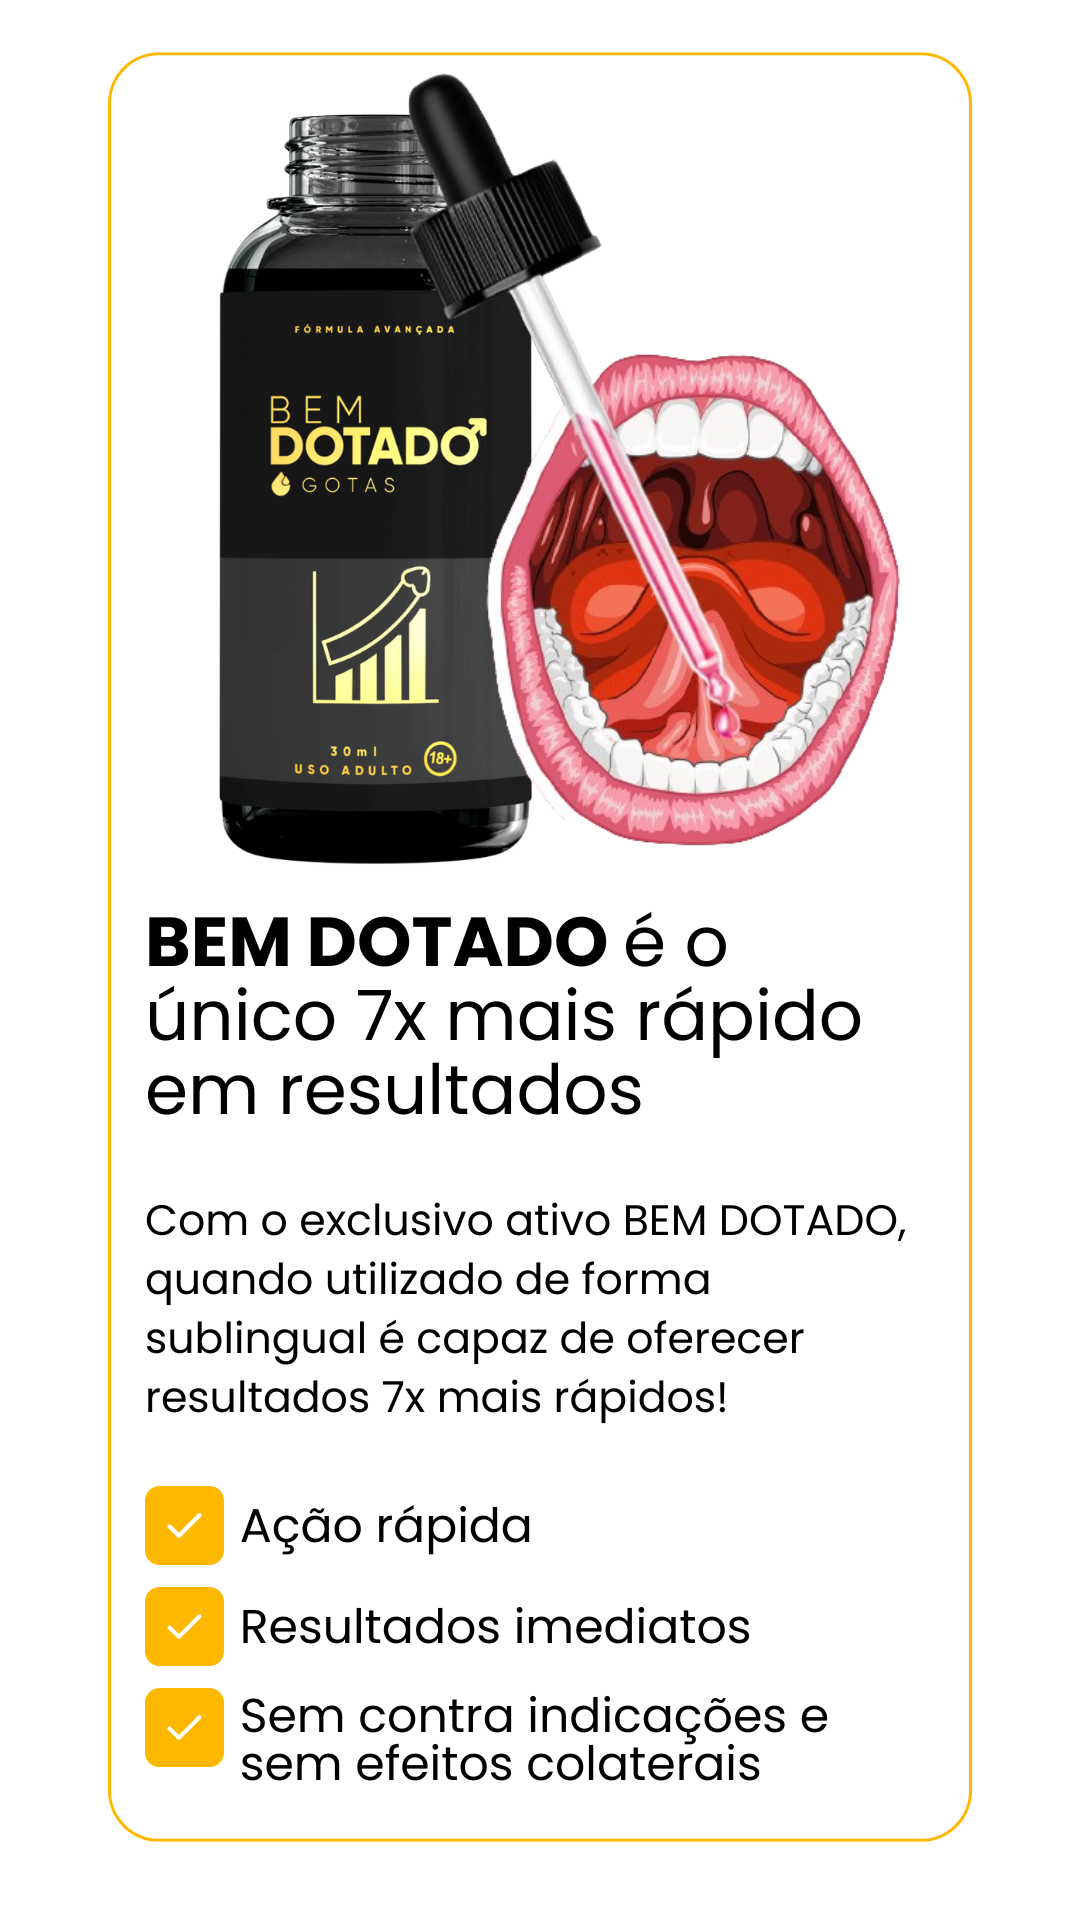 FÓRMULA AVANÇADA
BEM
DOTADO
GOTAS
30ml
USO ADULTO
18+
BEM DOTADO é o
único 7x mais rápido
em resultados
Com o exclusivo ativo BEM DOTADO,
quando utilizado de forma
sublingual é capaz de oferecer
resultados 7x mais rápidos!
Ação rápida
Resultados imediatos
Sem contra indicações e
sem efeitos colaterais